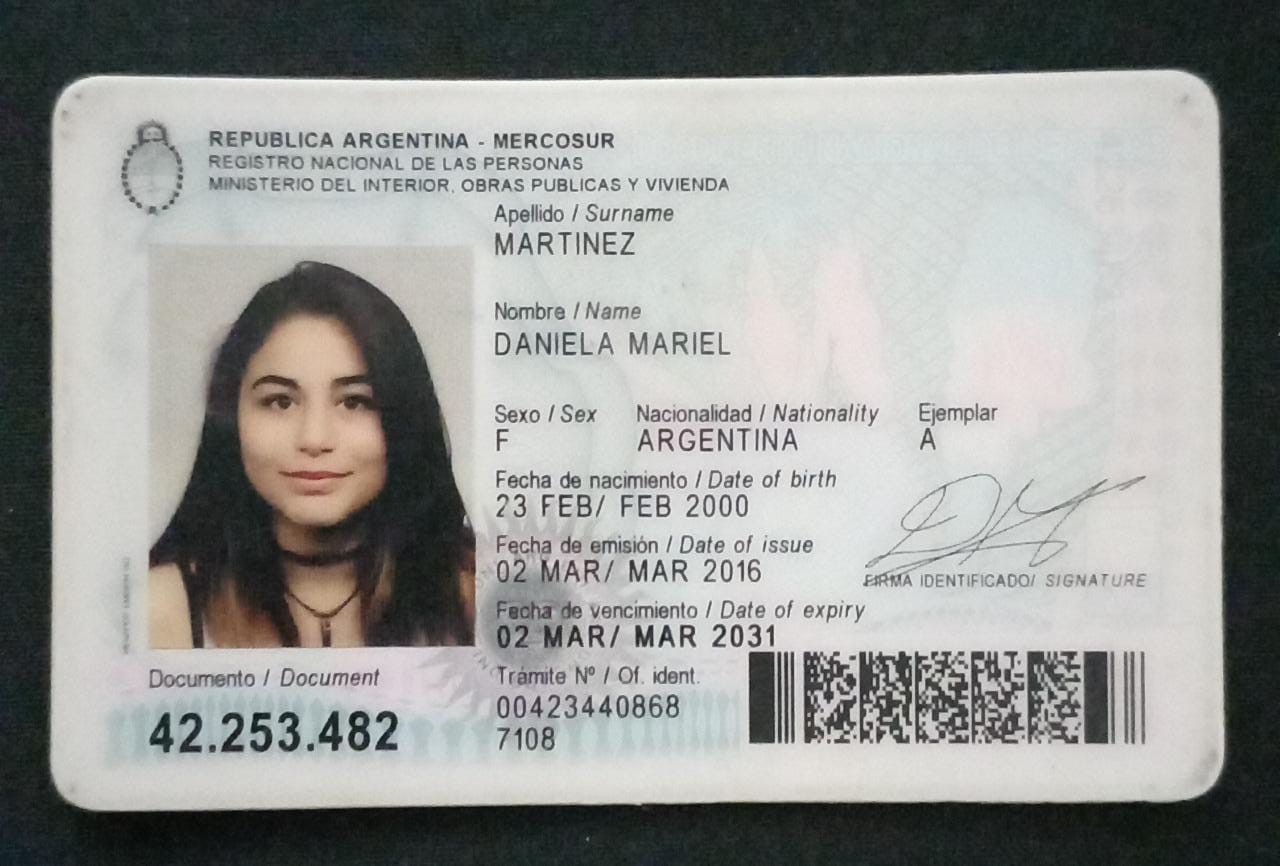 REPUBLICA ARGENTINA - MERCOSUR
REGISTRO NACIONAL DE LAS PERSONAS
MINISTERIO DEL INTERIOR, OBRAS PUBLICAS Y VIVIENDA
Apellido / Surname
MARTINEZ
Nombre / Name
DANIELA MARIEL
Sexo / Sex Nacionalidad / Nationality Ejemplar
F ARGENTINA A
Fecha de nacimiento / Date of birth
23 FEB/ FEB 2000
Fecha de emisión / Date of issue
02 MAR/ MAR 2016
FIRMA IDENTIFICADO/ SIGNATURE
Fecha de vencimiento / Date of expiry
02 MAR/ MAR 2031
Documento / Document
42.253.482
Trámite Nº / Of. ident.
00423440868
7108